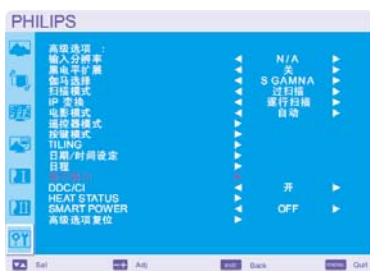 PHILIPS
高级选项 :
输入分辨率 N/A
黑电平扩展 关
伽马选择 S GAMNA
扫描模式 过扫描
IP 变换 逐行扫描
电影模式 自动
遥控器模式
按键模式
TILING
日期/时间设定
日程
DDC/CI 开
HEAT STATUS
SMART POWER OFF
高级选项复位
Sel Adj Back Quit